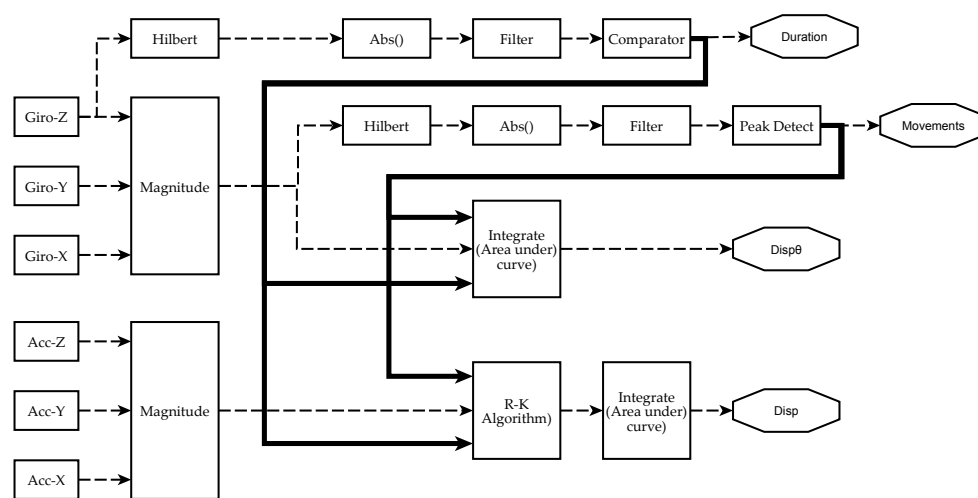 Hilbert
Abs()
Filter
Comparator
Duration
Giro-Z
Hilbert
Abs()
Filter
Peak Detect
Movements
Giro-Y
Magnitude
Giro-X
Integrate
(Area under)
curve)
Dispθ
Acc-Z
Acc-Y
Magnitude
R-K
Algorithm)
Integrate
(Area under)
curve)
Disp
Acc-X